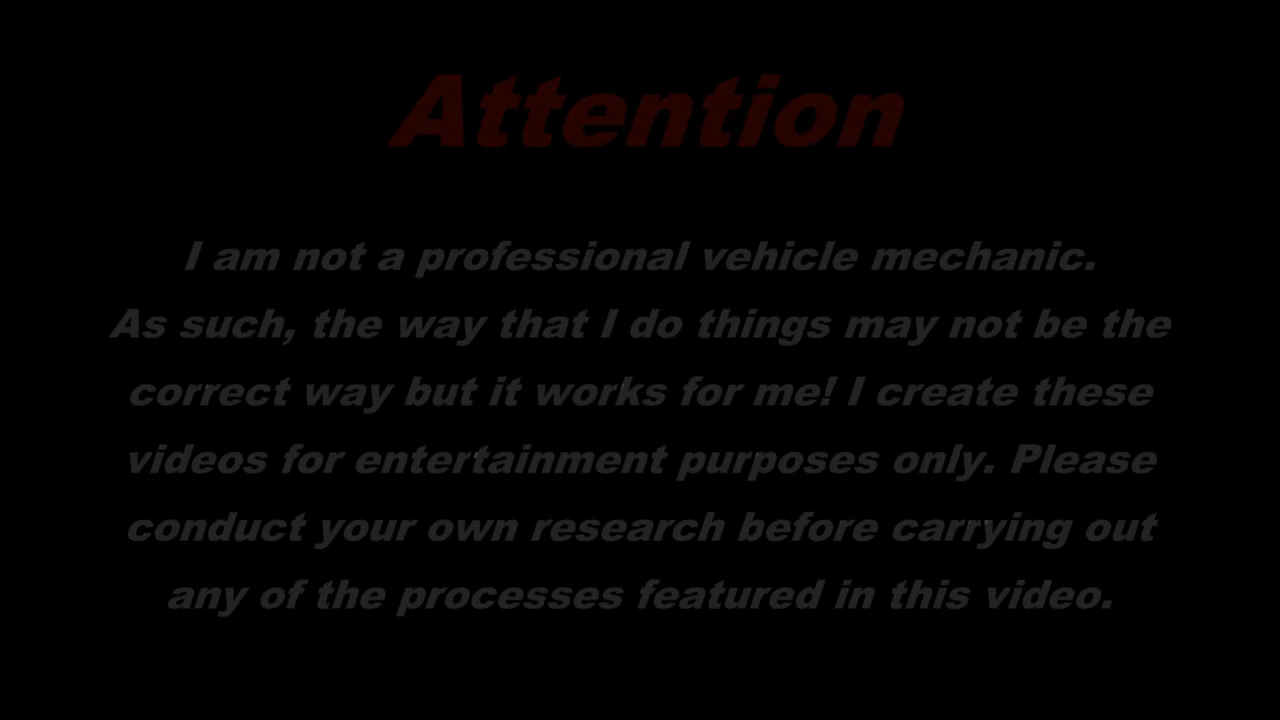 Attention
I am not a professional vehicle mechanic.
As such, the way that I do things may not be the
correct way but it works for me! I create these
videos for entertainment purposes only. Please
conduct your own research before carrying out
any of the processes featured in this video.